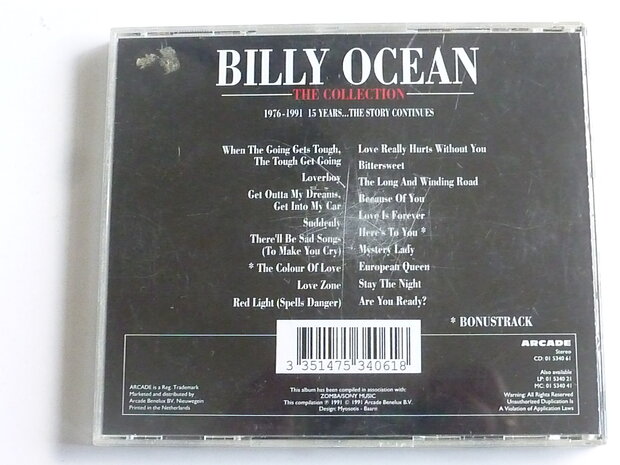 BILLY OCEAN
THE COLLECTION
1976-1991 15 YEARS...THE STORY CONTINUES
When The Going Gets Tough,
The Tough Get Going
Loverboy
Get Outta My Dreams,
Get Into My Car
Suddenly
There'll Be Sad Songs
(To Make You Cry)
* The Colour Of Love
Love Zone
Red Light (Spells Danger)
Love Really Hurts Without You
Bittersweet
The Long And Winding Road
Because Of You
Love Is Forever
Here's To You *
Mystery Lady
European Queen
Stay The Night
Are You Ready?
* BONUSTRACK
3 351475 340618
ARCADE is a Reg. Trademark
Marketed and distributed by
Arcade Benelux BV, Nieuwegein
Printed in the Netherlands
This album has been compiled in association with:
ZOMBA/SONY MUSIC
This compilation ℗ 1991 © 1991 Arcade Benelux B.V.
Design: Myosotis - Baarn
ARCADE
Stereo
CD: 01 5340 61
Also available
LP: 01 5340 21
MC: 01 5340 41
Warning: All Rights Reserved
Unauthorized Duplication Is
A Violation of Application Laws